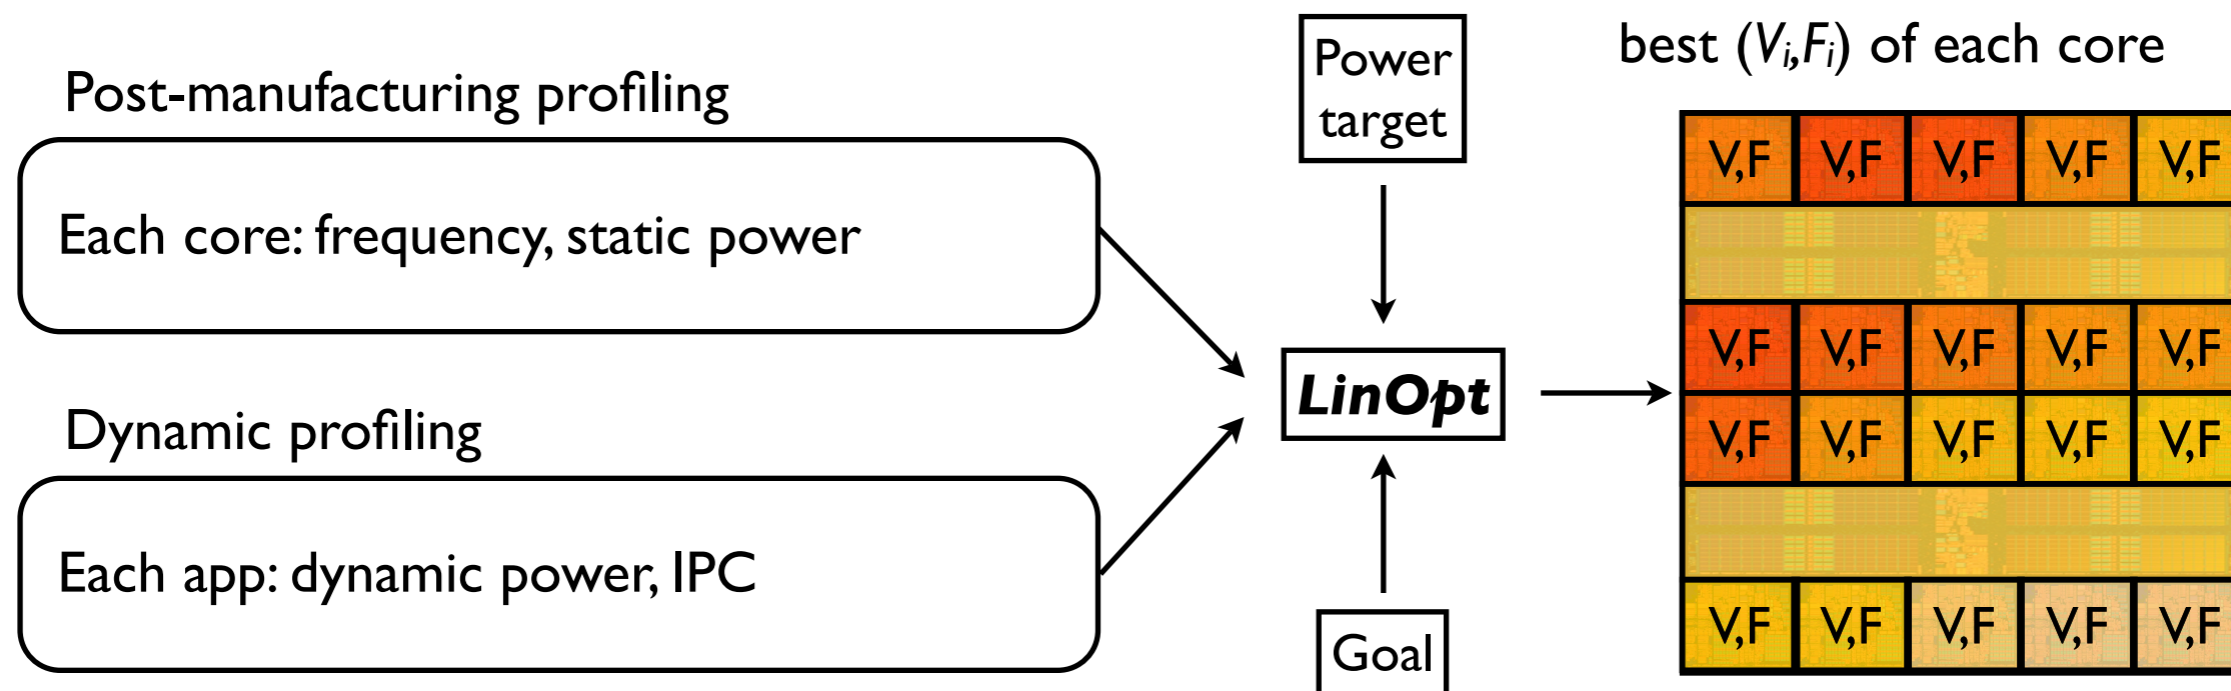 Post-manufacturing profiling
Each core: frequency, static power
Dynamic profiling
Each app: dynamic power, IPC
Power
target
LinOpt
Goal
best (Vi,Fi) of each core
V,F V,F V,F V,F V,F
V,F V,F V,F V,F V,F
V,F V,F V,F V,F V,F
V,F V,F V,F V,F V,F